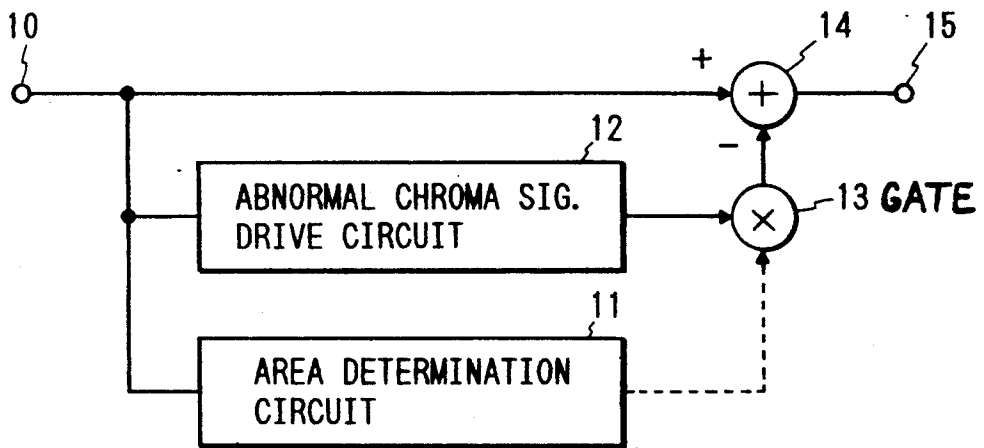 10
14
15
+
+
12
-
ABNORMAL CHROMA SIG.
DRIVE CIRCUIT
×
13 GATE
11
AREA DETERMINATION
CIRCUIT